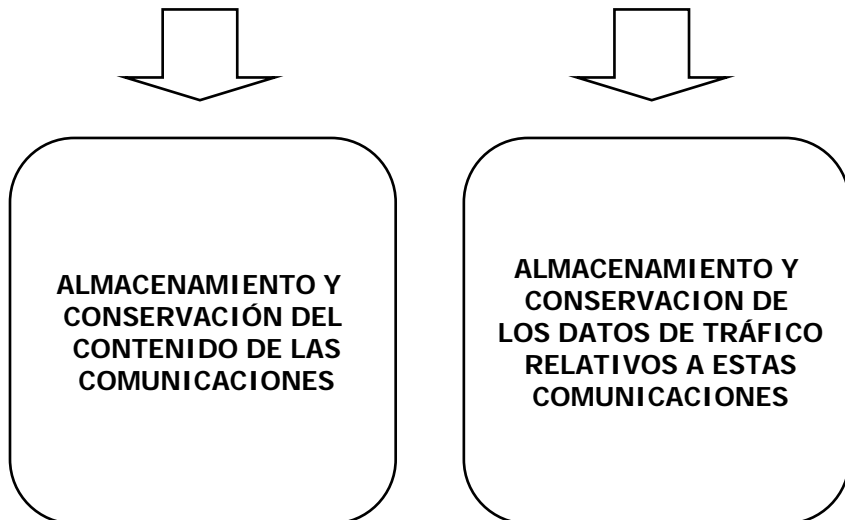 ALMACENAMIENTO Y
CONSERVACIÓN DEL
CONTENIDO DE LAS
COMUNICACIONES
ALMACENAMIENTO Y
CONSERVACION DE
LOS DATOS DE TRÁFICO
RELATIVOS A ESTAS
COMUNICACIONES